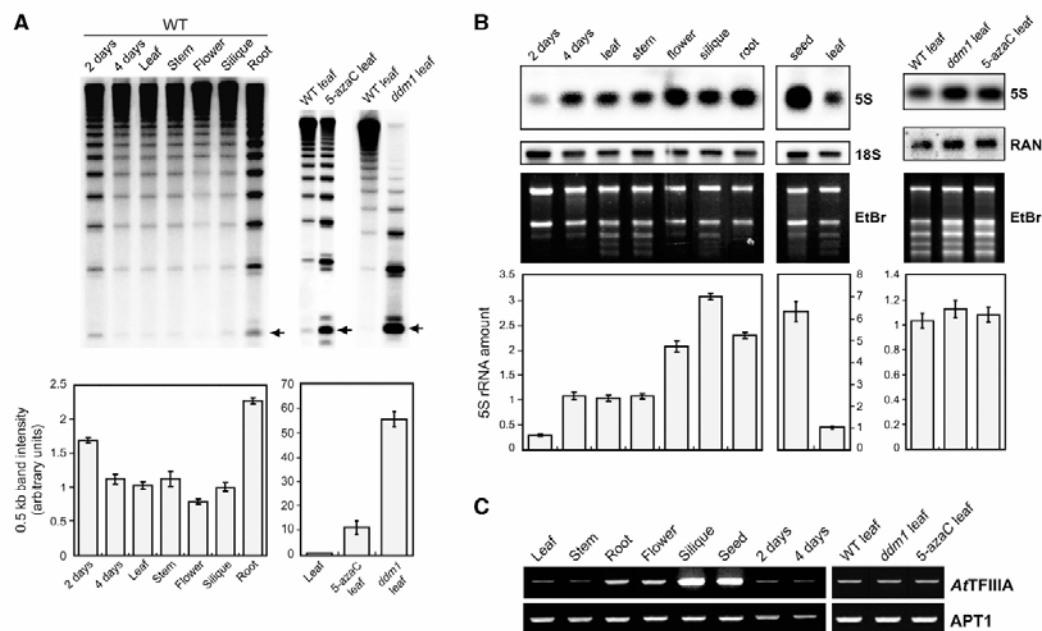 A
WT
2 days 4 days Leaf Stem Flower Silique Root
WT leaf 5-azaC leaf
WT leaf ddm1 leaf
0.5 kb band intensity
(arbitrary units)
2.5
2
1.5
1
0.5
0
2 days 4 days Leaf Stem Flower Silique Root
70
60
50
40
30
20
10
0
Leaf 5-azaC leaf ddm1 leaf
B
2 days 4 days leaf stem flower silique root
seed leaf
WT leaf ddm1 leaf 5-azaC leaf
5S
18S
EtBr
5S
RAN
EtBr
5S rRNA amount
3.5
3
2.5
2
1.5
1
0.5
0
8
7
6
5
4
3
2
1
0
1.4
1.2
1
0.8
0.6
0.4
0.2
0
C
Leaf Stem Root Flower Silique Seed 2 days 4 days
WT leaf ddm1 leaf 5-azaC leaf
AtTFIIIA
APT1